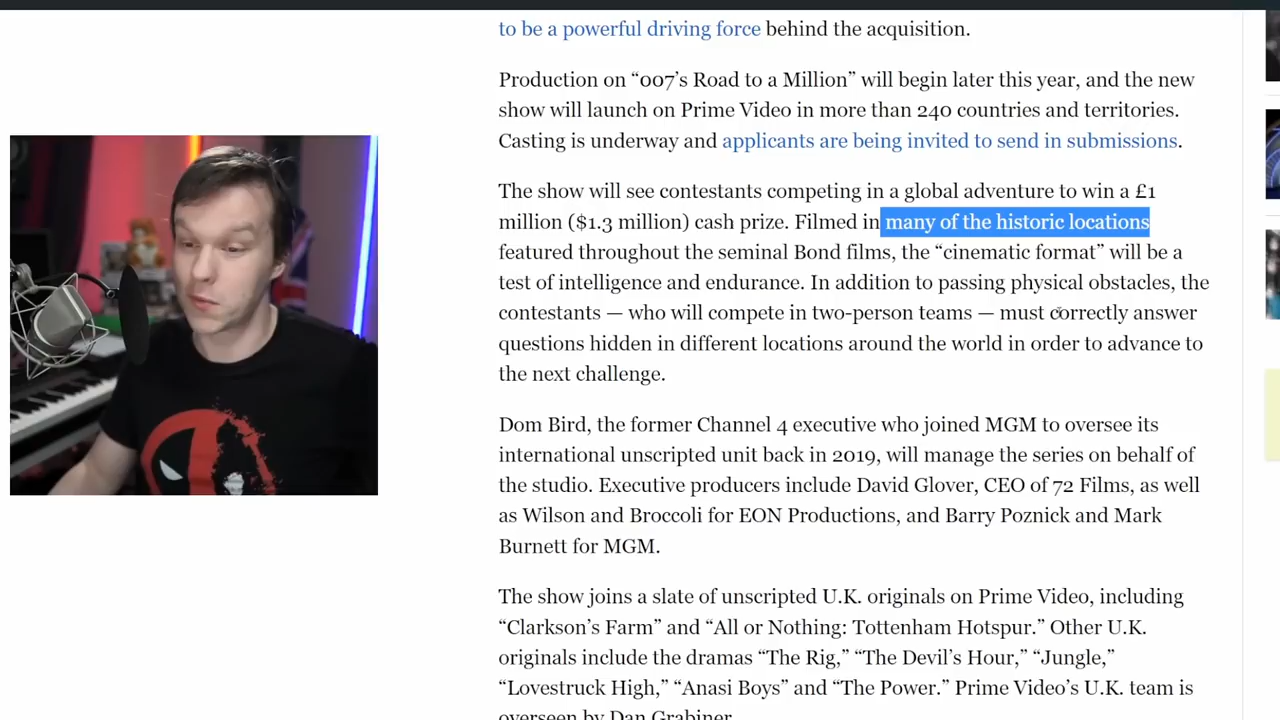 to be a powerful driving force behind the acquisition.
Production on “007’s Road to a Million” will begin later this year, and the new
show will launch on Prime Video in more than 240 countries and territories.
Casting is underway and applicants are being invited to send in submissions.
The show will see contestants competing in a global adventure to win a £1
million ($1.3 million) cash prize. Filmed in many of the historic locations
featured throughout the seminal Bond films, the “cinematic format” will be a
test of intelligence and endurance. In addition to passing physical obstacles, the
contestants — who will compete in two-person teams — must correctly answer
questions hidden in different locations around the world in order to advance to
the next challenge.
Dom Bird, the former Channel 4 executive who joined MGM to oversee its
international unscripted unit back in 2019, will manage the series on behalf of
the studio. Executive producers include David Glover, CEO of 72 Films, as well
as Wilson and Broccoli for EON Productions, and Barry Poznick and Mark
Burnett for MGM.
The show joins a slate of unscripted U.K. originals on Prime Video, including
“Clarkson’s Farm” and “All or Nothing: Tottenham Hotspur.” Other U.K.
originals include the dramas “The Rig,” “The Devil’s Hour,” “Jungle,”
“Lovestruck High,” “Anasi Boys” and “The Power.” Prime Video’s U.K. team is
overseen by Dan Grabiner.